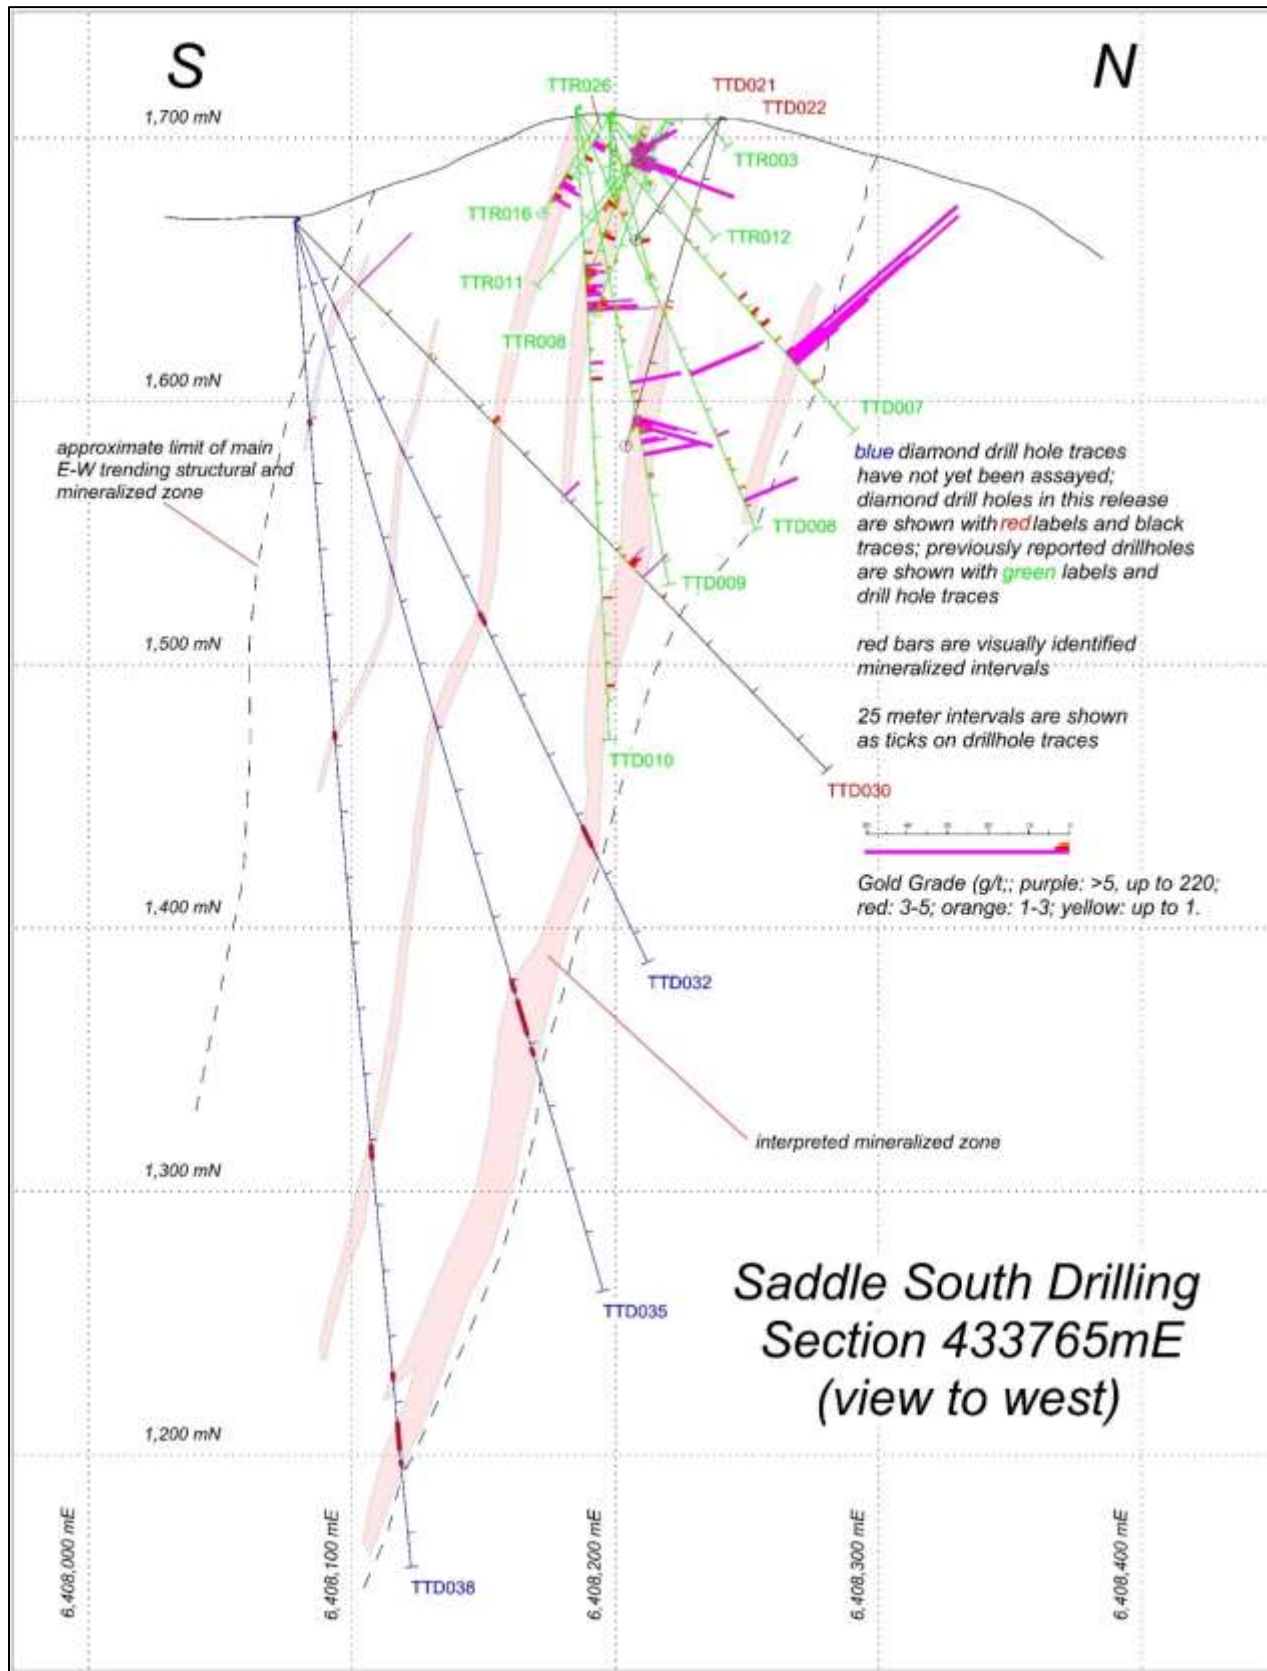 S
N
TTR026
TTD021
TTD022
1,700 mN
TTR003
TTR016
TTR012
TTR011
TTR008
1,600 mN
TTD007
approximate limit of main
E-W trending structural and
mineralized zone
blue diamond drill hole traces
have not yet been assayed;
diamond drill holes in this release
are shown with red labels and black
traces; previously reported drillholes
are shown with green labels and
drill hole traces
TTD008
TTD009
red bars are visually identified
mineralized intervals
1,500 mN
25 meter intervals are shown
as ticks on drillhole traces
TTD010
TTD030
Gold Grade (g/t;; purple: >5, up to 220;
red: 3-5; orange: 1-3; yellow: up to 1.
1,400 mN
TTD032
interpreted mineralized zone
1,300 mN
TTD035
Saddle South Drilling
Section 433765mE
(view to west)
1,200 mN
TTD038
6,408,000 mE
6,408,100 mE
6,408,200 mE
6,408,300 mE
6,408,400 mE